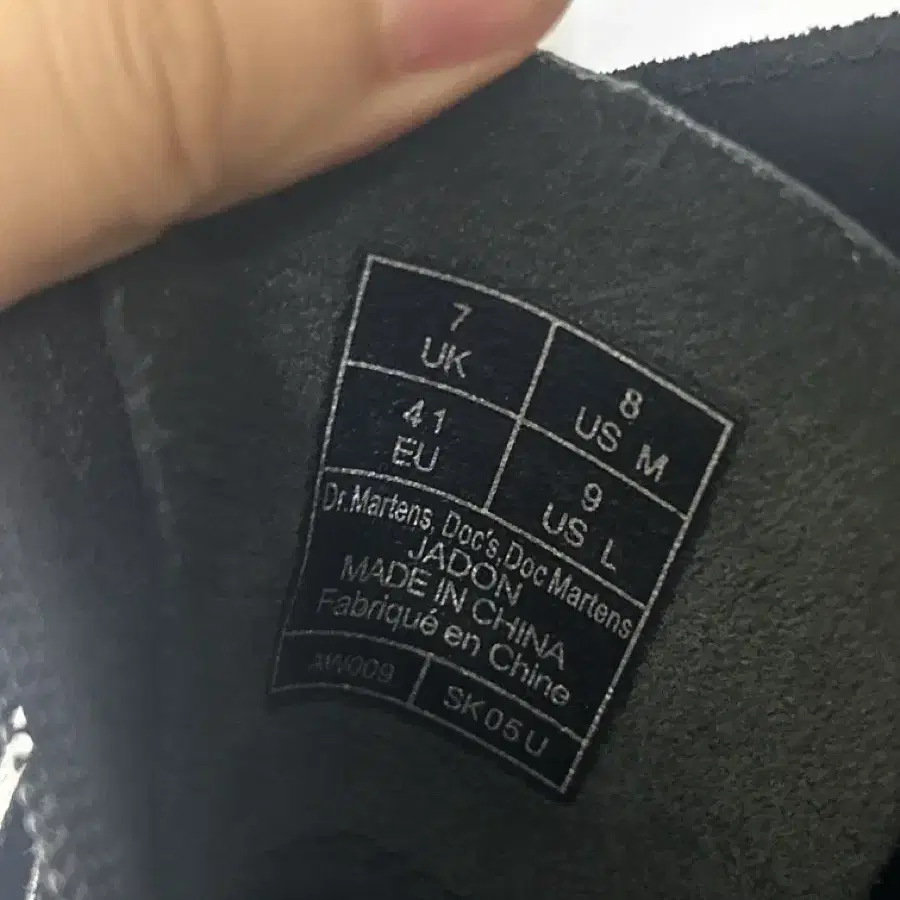 7
UK
8
US M
41
EU
9
US L
Dr.Martens, Doc's, Doc Martens
JADON
MADE IN CHINA
Fabriqué en Chine
AW009
SK05U